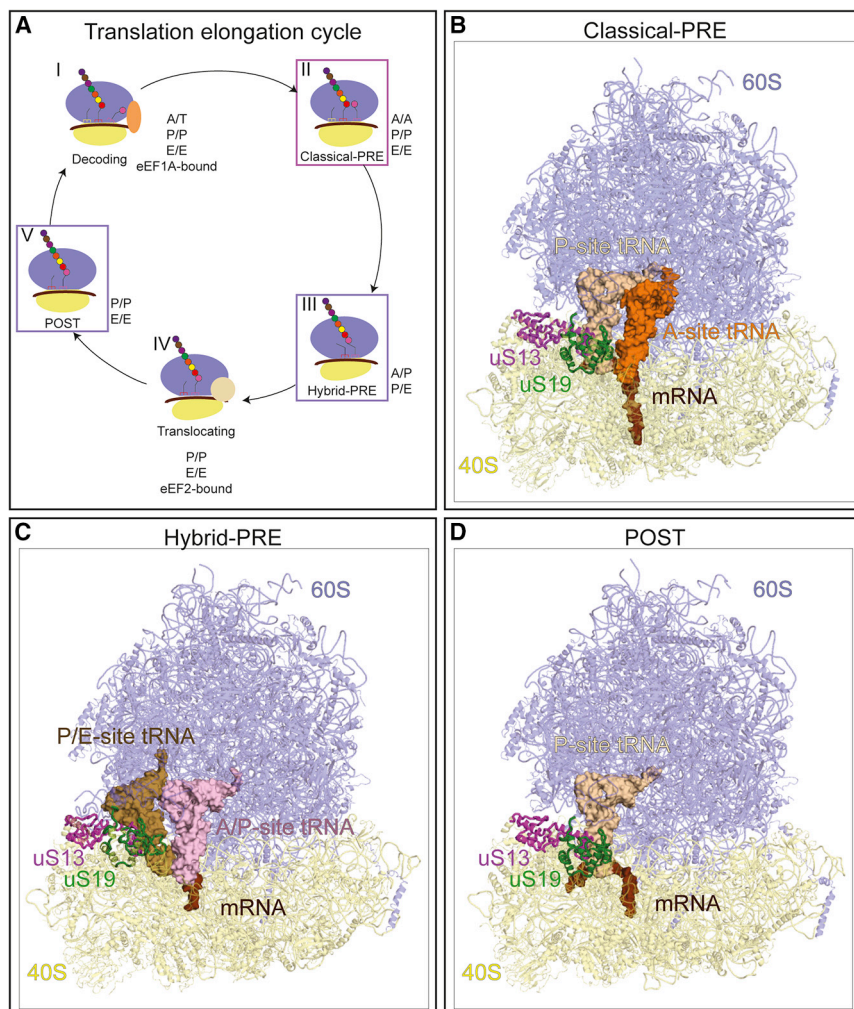 A
Translation elongation cycle
I
Decoding
A/T
P/P
E/E
eEF1A-bound
II
Classical-PRE
A/A
P/P
E/E
III
Hybrid-PRE
A/P
P/E
IV
Translocating
P/P
E/E
eEF2-bound
V
POST
P/P
E/E
B
Classical-PRE
60S
P-site tRNA
A-site tRNA
uS13
uS19
mRNA
40S
C
Hybrid-PRE
60S
P/E-site tRNA
A/P-site tRNA
uS13
uS19
mRNA
40S
D
POST
60S
P-site tRNA
uS13
uS19
mRNA
40S